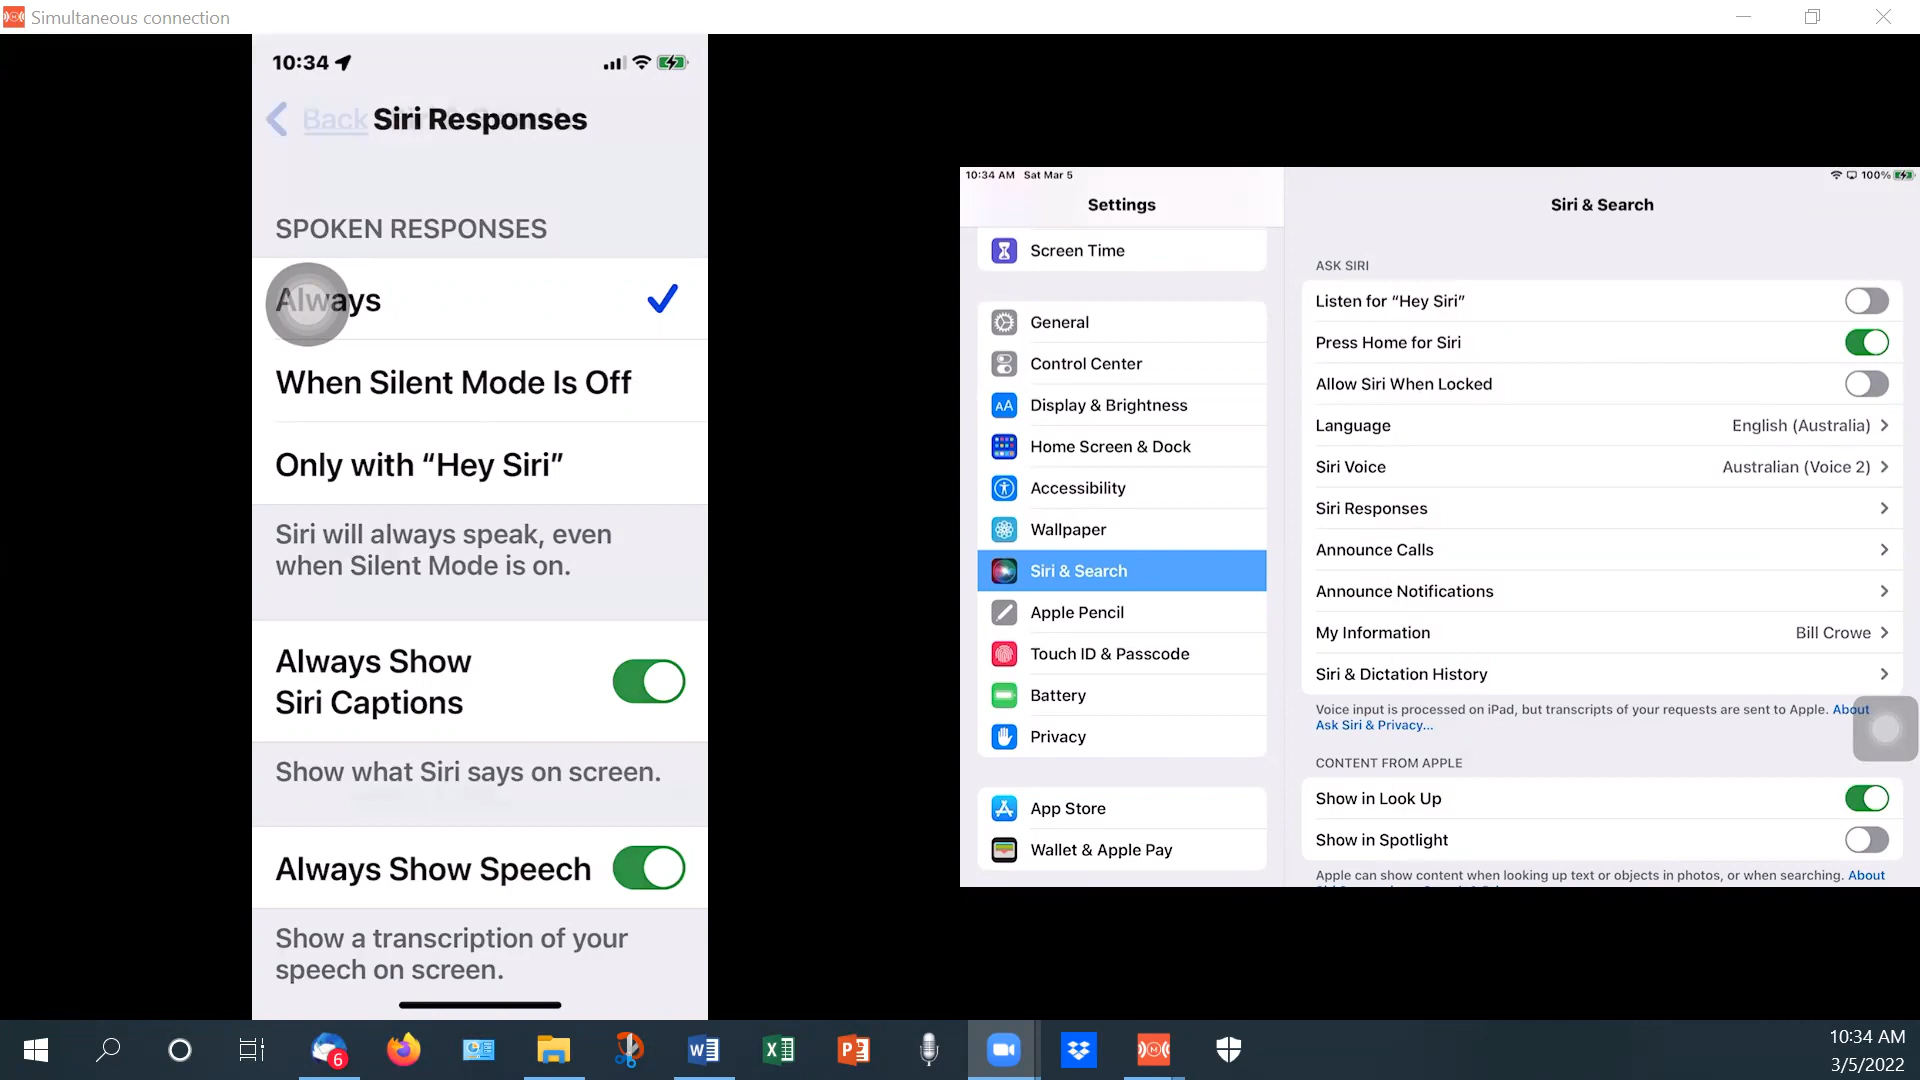 Simultaneous connection
10:34
Back Siri Responses
SPOKEN RESPONSES
Always
When Silent Mode Is Off
Only with “Hey Siri”
Siri will always speak, even
when Silent Mode is on.
Always Show
Siri Captions
Show what Siri says on screen.
Always Show Speech
Show a transcription of your
speech on screen.
10:34 AM Sat Mar 5
100%
Settings
Screen Time
General
Control Center
AA Display & Brightness
Home Screen & Dock
Accessibility
Wallpaper
Siri & Search
Apple Pencil
Touch ID & Passcode
Battery
Privacy
App Store
Wallet & Apple Pay
Siri & Search
ASK SIRI
Listen for “Hey Siri”
Press Home for Siri
Allow Siri When Locked
Language English (Australia)
Siri Voice Australian (Voice 2)
Siri Responses
Announce Calls
Announce Notifications
My Information Bill Crowe
Siri & Dictation History
Voice input is processed on iPad, but transcripts of your requests are sent to Apple. About
Ask Siri & Privacy...
CONTENT FROM APPLE
Show in Look Up
Show in Spotlight
Apple can show content when looking up text or objects in photos, or when searching. About
6
10:34 AM
3/5/2022